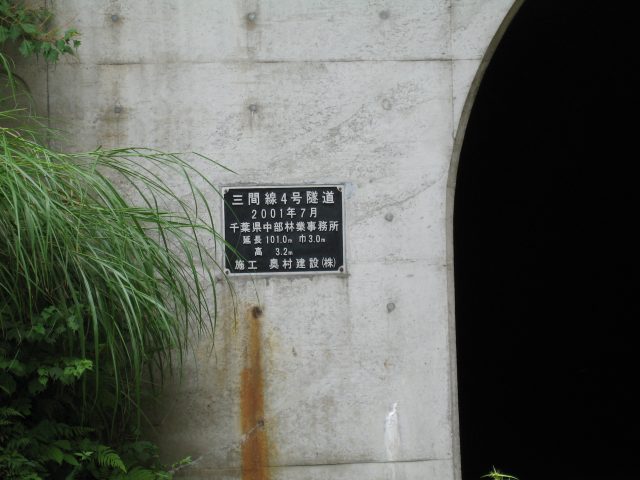 三間線4号隧道
2001年7月
千葉県中部林業事務所
延長101.0m 巾3.0m
高 3.2m
施工 奥村建設(株)